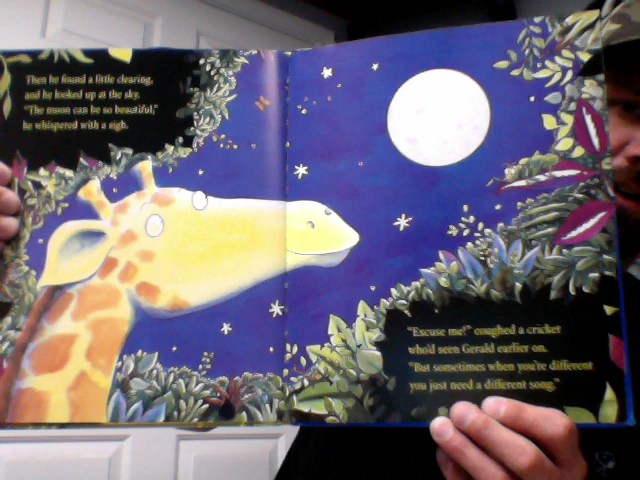 Then he found a little clearing,
and he looked up at the sky.
"The moon can be so beautiful,"
he whispered with a sigh.
"Excuse me!" coughed a cricket
who'd seen Gerald earlier on.
"But sometimes when you're different
you just need a different song."